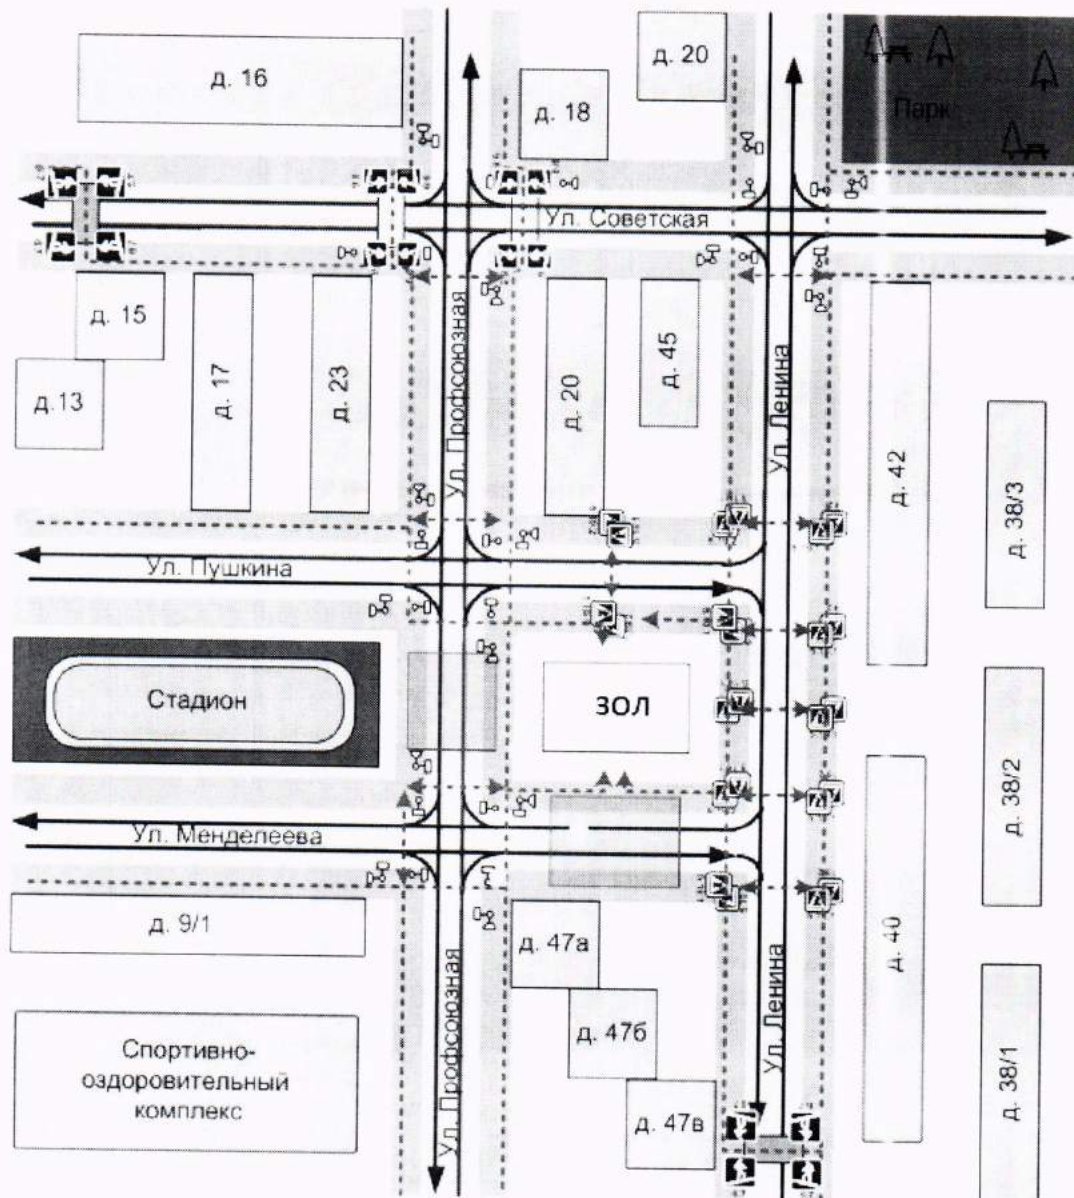 д. 16
д. 18
д. 20
Парк
Ул. Советская
д. 15
д.13
д. 17
д. 23
Ул. Профсоюзная
д. 20
д. 45
Ул. Ленина
д. 42
д. 38/3
Ул. Пушкина
Стадион
ЗОЛ
д. 38/2
Ул. Менделеева
д. 9/1
д. 47а
д. 40
д. 47б
д. 47в
Ул. Профсоюзная
Ул. Ленина
д. 38/1
Спортивно-
оздоровительный
комплекс